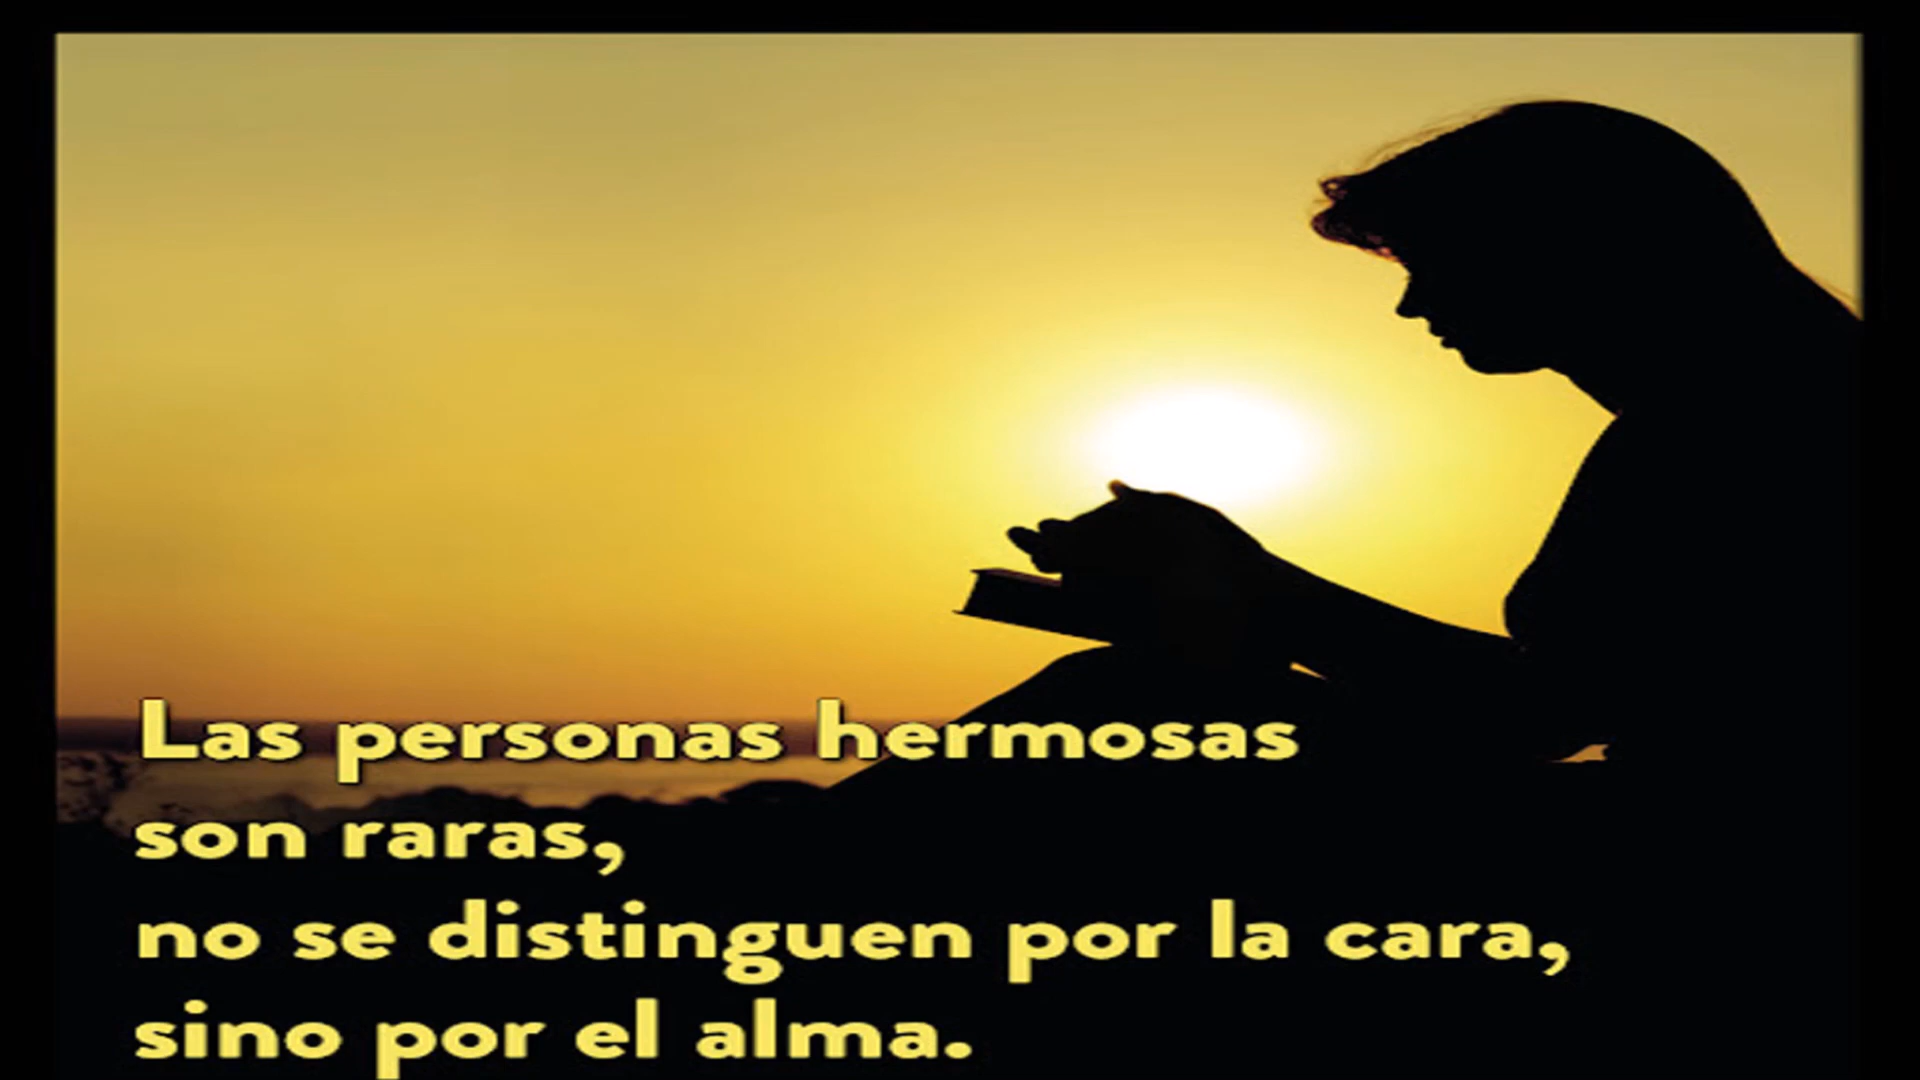 Las personas hermosas
son raras,
no se distinguen por la cara,
sino por el alma.